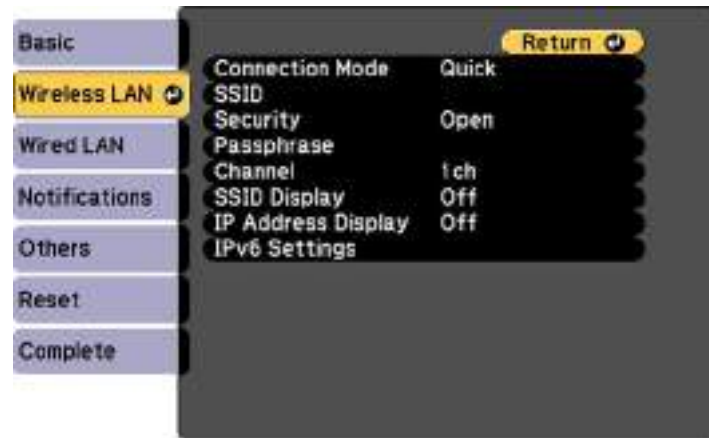 Basic
Wireless LAN
Wired LAN
Notifications
Others
Reset
Complete
Return
Connection Mode Quick
SSID
Security Open
Passphrase
Channel 1ch
SSID Display Off
IP Address Display Off
IPv6 Settings